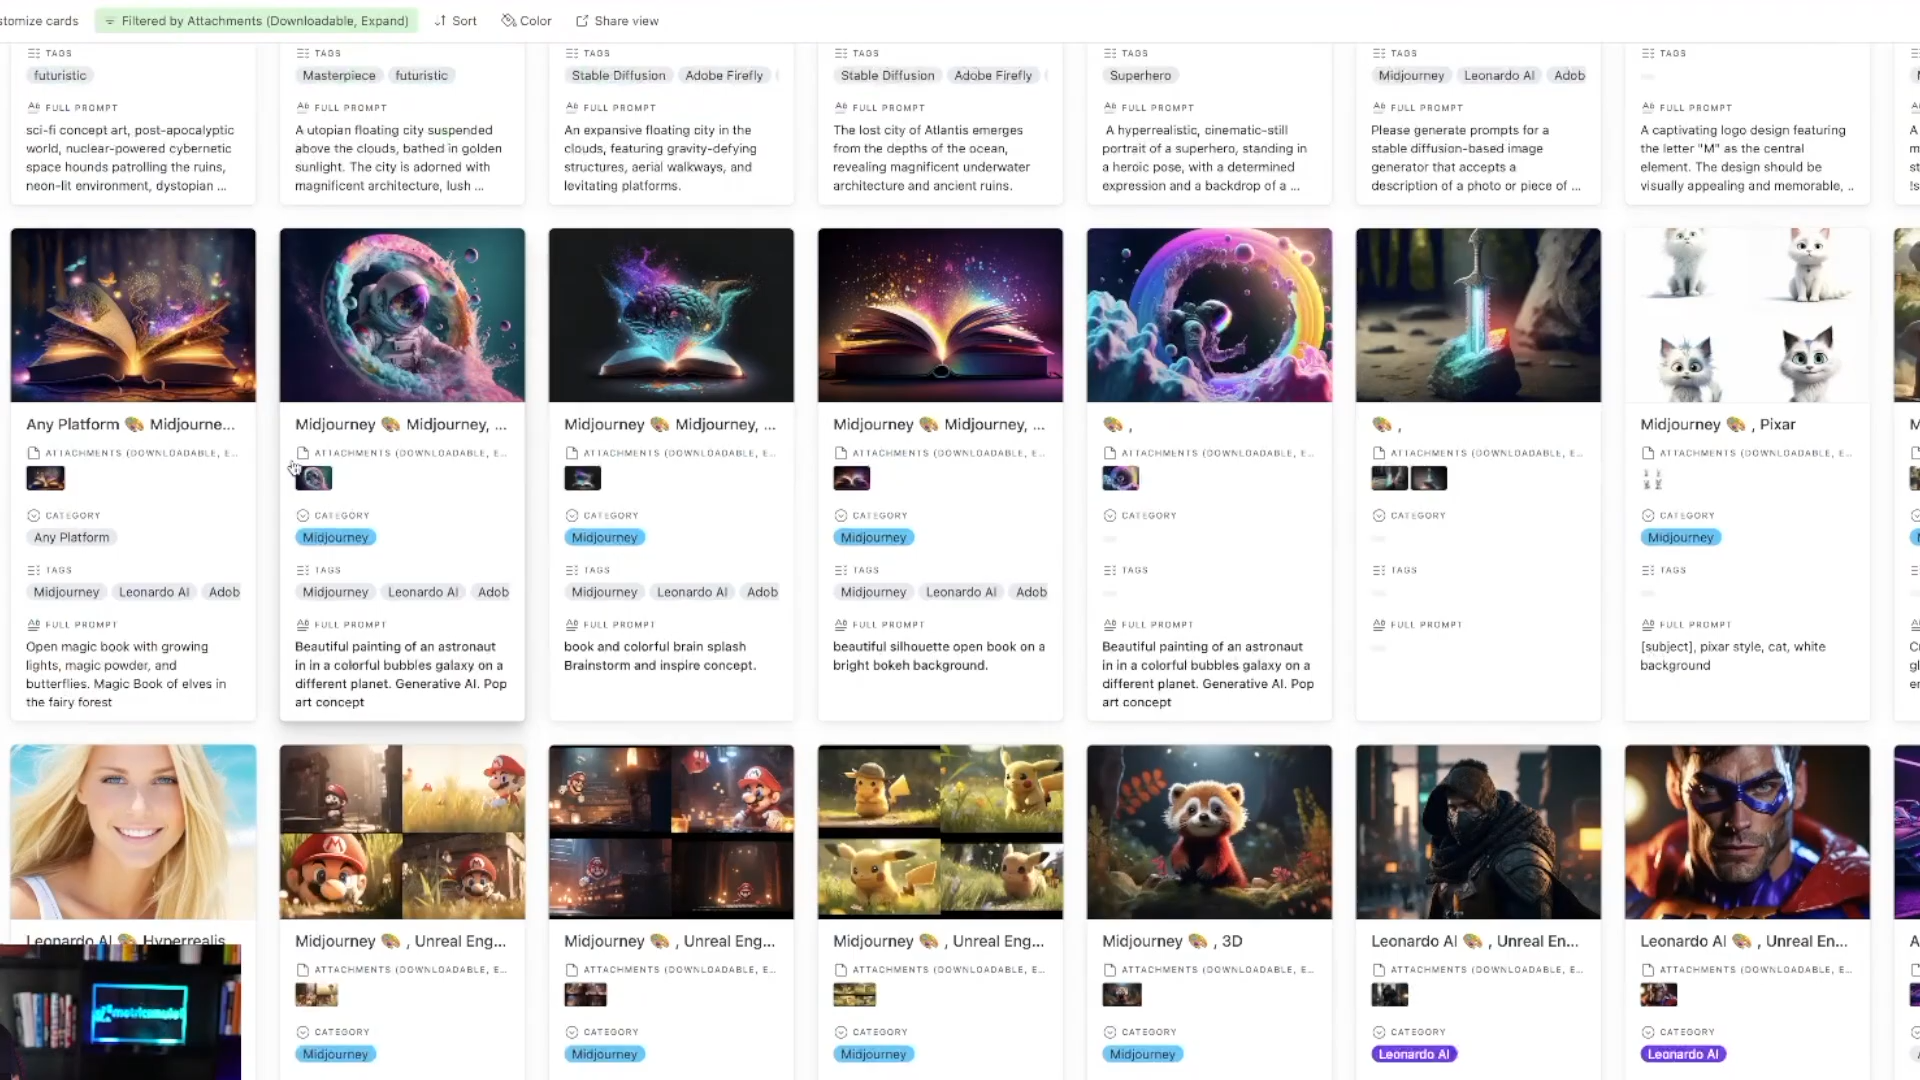 stomize cards
Filtered by Attachments (Downloadable, Expand)
Sort
Color
Share view
TAGS
futuristic
FULL PROMPT
sci-fi concept art, post-apocalyptic
world, nuclear-powered cybernetic
space hounds patrolling the ruins,
neon-lit environment, dystopian ...
TAGS
Masterpiece futuristic
FULL PROMPT
A utopian floating city suspended
above the clouds, bathed in golden
sunlight. The city is adorned with
magnificent architecture, lush ...
TAGS
Stable Diffusion Adobe Firefly
FULL PROMPT
An expansive floating city in the
clouds, featuring gravity-defying
structures, aerial walkways, and
levitating platforms.
TAGS
Stable Diffusion Adobe Firefly
FULL PROMPT
The lost city of Atlantis emerges
from the depths of the ocean,
revealing magnificent underwater
architecture and ancient ruins.
TAGS
Superhero
FULL PROMPT
A hyperrealistic, cinematic-still
portrait of a superhero, standing in
a heroic pose, with a determined
expression and a backdrop of a ...
TAGS
Midjourney Leonardo AI Adob
FULL PROMPT
Please generate prompts for a
stable diffusion-based image
generator that accepts a
description of a photo or piece of ...
TAGS
FULL PROMPT
A captivating logo design featuring
the letter "M" as the central
element. The design should be
visually appealing and memorable, ..
Any Platform 🎨 Midjourne...
ATTACHMENTS (DOWNLOADABLE, E...
CATEGORY
Any Platform
TAGS
Midjourney Leonardo AI Adob
FULL PROMPT
Open magic book with growing
lights, magic powder, and
butterflies. Magic Book of elves in
the fairy forest
Midjourney 🎨 Midjourney, ...
ATTACHMENTS (DOWNLOADABLE, E...
CATEGORY
Midjourney
TAGS
Midjourney Leonardo AI Adob
FULL PROMPT
Beautiful painting of an astronaut
in in a colorful bubbles galaxy on a
different planet. Generative AI. Pop
art concept
Midjourney 🎨 Midjourney, ...
ATTACHMENTS (DOWNLOADABLE, E...
CATEGORY
Midjourney
TAGS
Midjourney Leonardo AI Adob
FULL PROMPT
book and colorful brain splash
Brainstorm and inspire concept.
Midjourney 🎨 Midjourney, ...
ATTACHMENTS (DOWNLOADABLE, E...
CATEGORY
Midjourney
TAGS
Midjourney Leonardo AI Adob
FULL PROMPT
beautiful silhouette open book on a
bright bokeh background.
🎨 ,
ATTACHMENTS (DOWNLOADABLE, E...
CATEGORY
TAGS
FULL PROMPT
Beautiful painting of an astronaut
in in a colorful bubbles galaxy on a
different planet. Generative AI. Pop
art concept
🎨 ,
ATTACHMENTS (DOWNLOADABLE, E...
CATEGORY
TAGS
FULL PROMPT
Midjourney 🎨 , Pixar
ATTACHMENTS (DOWNLOADABLE, E...
CATEGORY
Midjourney
TAGS
FULL PROMPT
[subject], pixar style, cat, white
background
Leonardo AI 🎨 Hyperrealis
Midjourney 🎨 , Unreal Eng...
ATTACHMENTS (DOWNLOADABLE, E...
CATEGORY
Midjourney
Midjourney 🎨 , Unreal Eng...
ATTACHMENTS (DOWNLOADABLE, E...
CATEGORY
Midjourney
Midjourney 🎨 , Unreal Eng...
ATTACHMENTS (DOWNLOADABLE, E...
CATEGORY
Midjourney
Midjourney 🎨 , 3D
ATTACHMENTS (DOWNLOADABLE, E...
CATEGORY
Midjourney
Leonardo AI 🎨 , Unreal En...
ATTACHMENTS (DOWNLOADABLE, E...
CATEGORY
Leonardo AI
Leonardo AI 🎨 , Unreal En...
ATTACHMENTS (DOWNLOADABLE, E...
CATEGORY
Leonardo AI